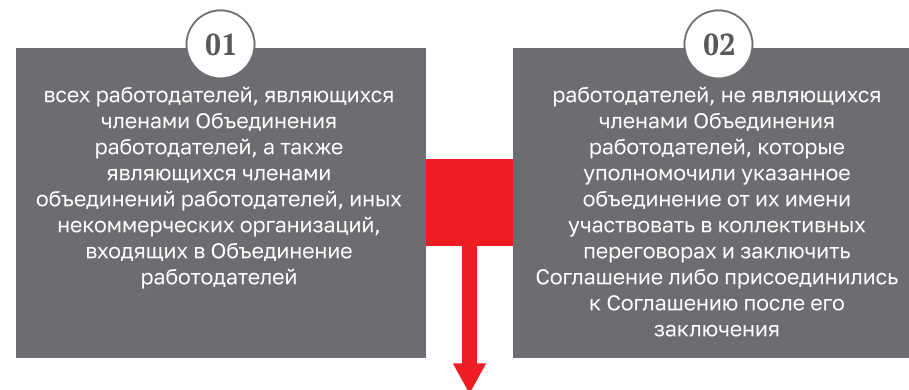 01
всех работодателей, являющихся
членами Объединения
работодателей, а также
являющихся членами
объединений работодателей, иных
некоммерческих организаций,
входящих в Объединение
работодателей
02
работодателей, не являющихся
членами Объединения
работодателей, которые
уполномочили указанное
объединение от их имени
участвовать в коллективных
переговорах и заключить
Соглашение либо присоединились
к Соглашению после его
заключения